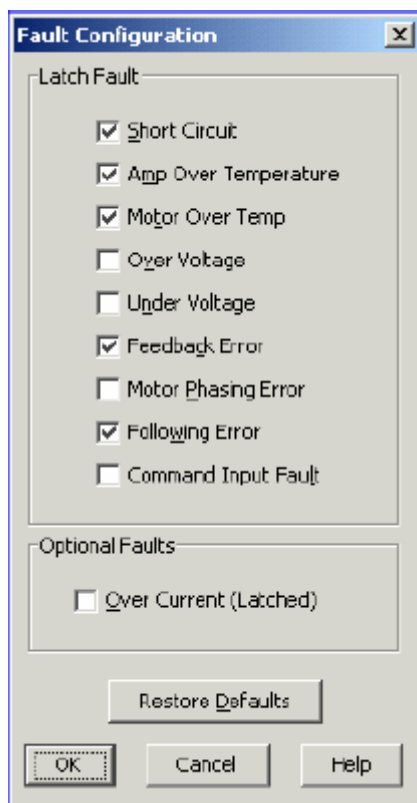 Fault Configuration
Latch Fault
Short Circuit
Amp Over Temperature
Motor Over Temp
Over Voltage
Under Voltage
Feedback Error
Motor Phasing Error
Following Error
Command Input Fault
Optional Faults
Over Current (Latched)
Restore Defaults
OK Cancel Help